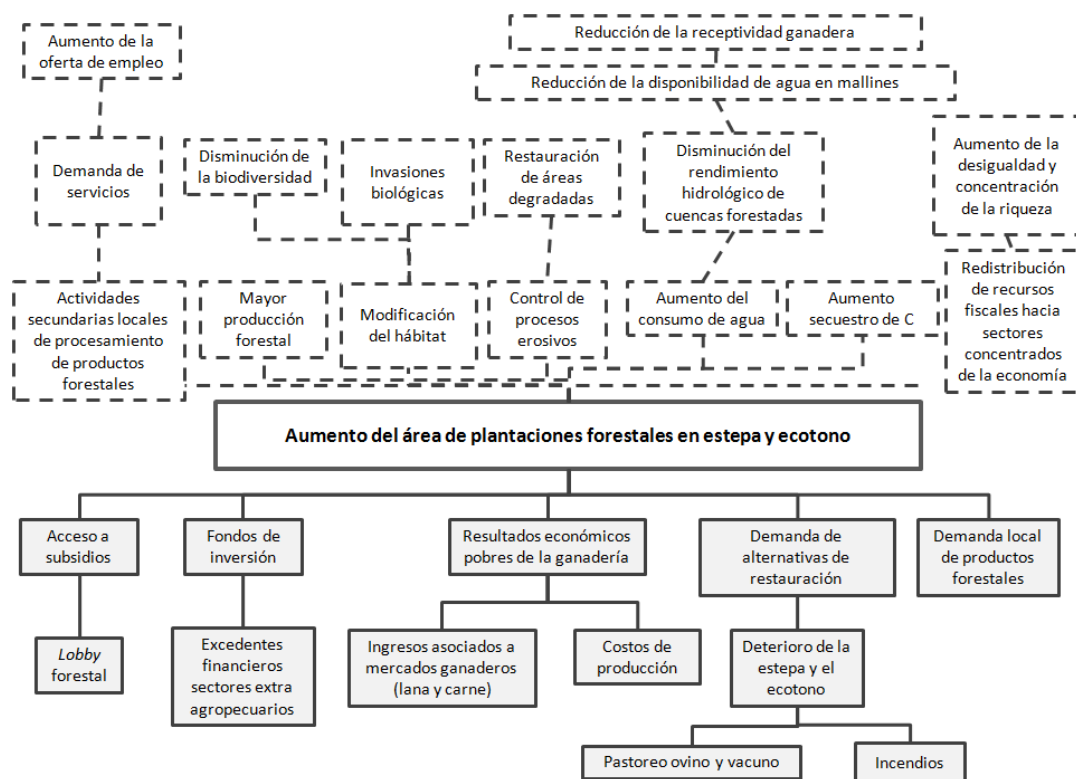 Aumento de la
oferta de empleo
Reducción de la receptividad ganadera
Reducción de la disponibilidad de agua en mallines
Demanda de
servicios
Disminución de
la biodiversidad
Invasiones
biológicas
Restauración
de áreas
degradadas
Disminución del
rendimiento
hidrológico de
cuencas forestadas
Aumento de la
desigualdad y
concentración
de la riqueza
Actividades
secundarias locales
de procesamiento
de productos
forestales
Mayor
producción
forestal
Modificación
del hábitat
Control de
procesos
erosivos
Aumento del
consumo de agua
Aumento
secuestro de C
Redistribución
de recursos
fiscales hacia
sectores
concentrados
de la economía
Aumento del área de plantaciones forestales en estepa y ecotono
Acceso a
subsidios
Fondos de
inversión
Resultados económicos
pobres de la ganadería
Demanda de
alternativas de
restauración
Demanda local
de productos
forestales
Lobby
forestal
Excedentes
financieros
sectores extra
agropecuarios
Ingresos asociados a
mercados ganaderos
(lana y carne)
Costos de
producción
Deterioro de la
estepa y el
ecotono
Pastoreo ovino y vacuno
Incendios